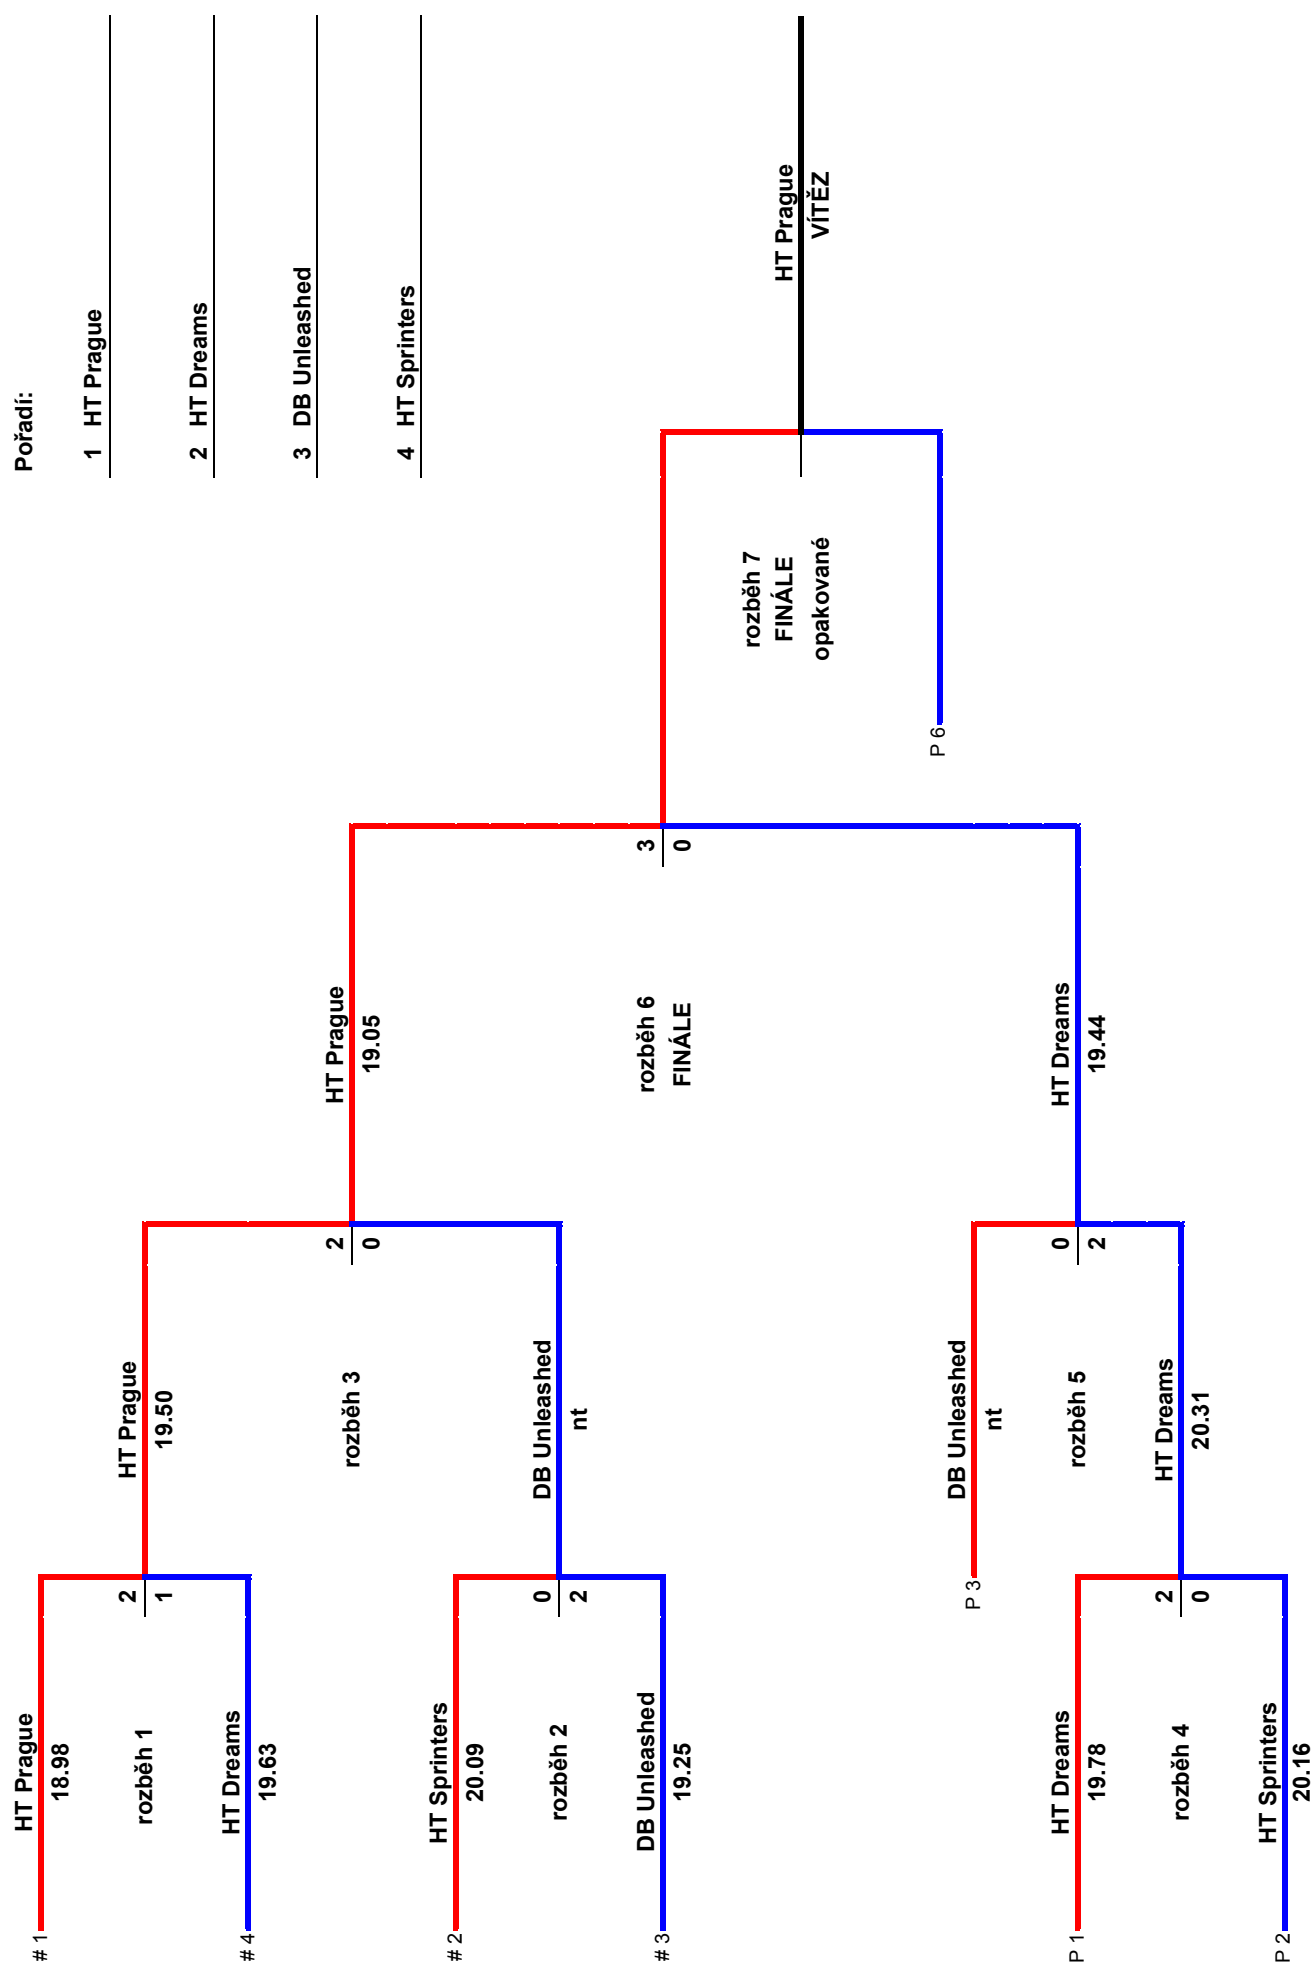 Pořadí:
1 HT Prague
2 HT Dreams
3 DB Unleashed
4 HT Sprinters
# 1
HT Prague
18.98
rozběh 1
2
1
HT Dreams
19.63
# 4
# 2
HT Sprinters
20.09
rozběh 2
0
2
DB Unleashed
19.25
# 3
HT Prague
19.50
rozběh 3
2
0
DB Unleashed
nt
P 1
HT Dreams
19.78
rozběh 4
2
0
HT Sprinters
20.16
P 2
P 3
DB Unleashed
nt
rozběh 5
0
2
HT Dreams
20.31
HT Prague
19.05
rozběh 6
FINÁLE
3
0
HT Dreams
19.44
rozběh 7
FINÁLE
opakované
P 6
HT Prague
VÍTĚZ